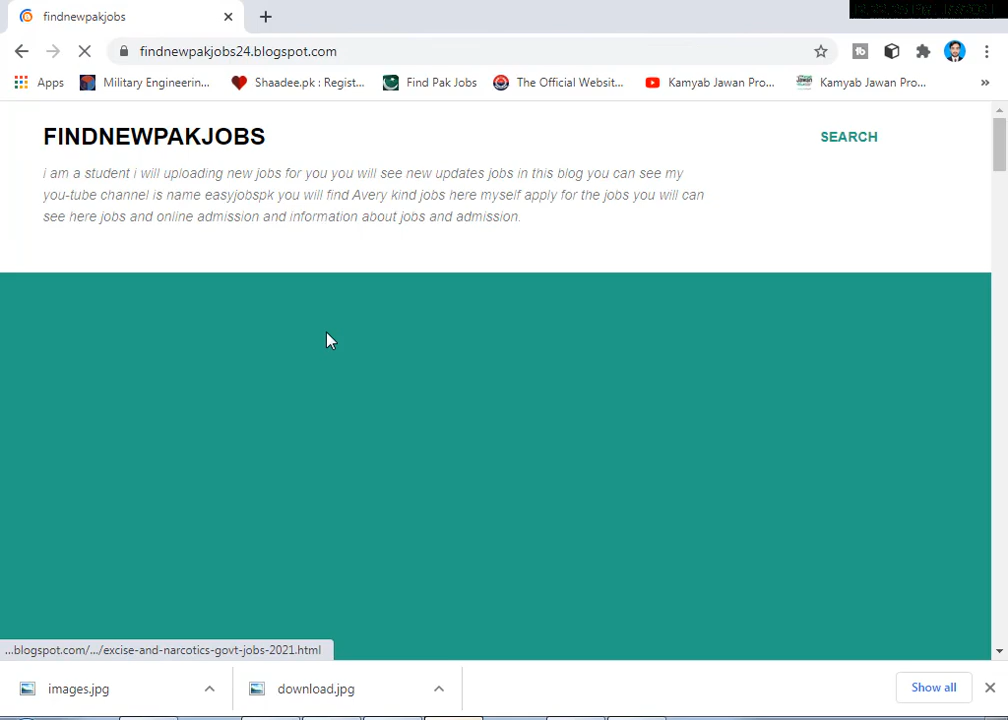 findnewpakjobs
findnewpakjobs24.blogspot.com
Apps Military Engineerin... Shaadee.pk : Regist... Find Pak Jobs The Official Websit... Kamyab Jawan Pro... Kamyab Jawan Pro... »
FINDNEWPAKJOBS
SEARCH
i am a student i will uploading new jobs for you you will see new updates jobs in this blog you can see my
you-tube channel is name easyjobspk you will find Avery kind jobs here myself apply for the jobs you will can
see here jobs and online admission and information about jobs and admission.
...blogspot.com/.../excise-and-narcotics-govt-jobs-2021.html
images.jpg download.jpg Show all